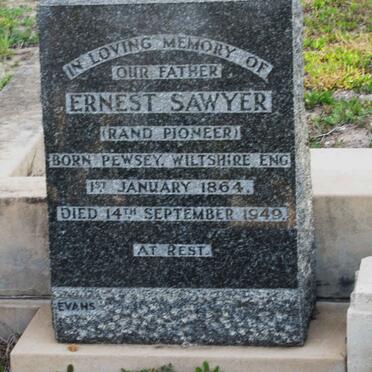 IN LOVING MEMORY OF
OUR FATHER
ERNEST SAWYER
(RAND PIONEER)
BORN PEWSEY, WILTSHIRE ENG
1ST JANUARY 1864.
DIED 14TH SEPTEMBER 1949.
AT REST.
EVANS